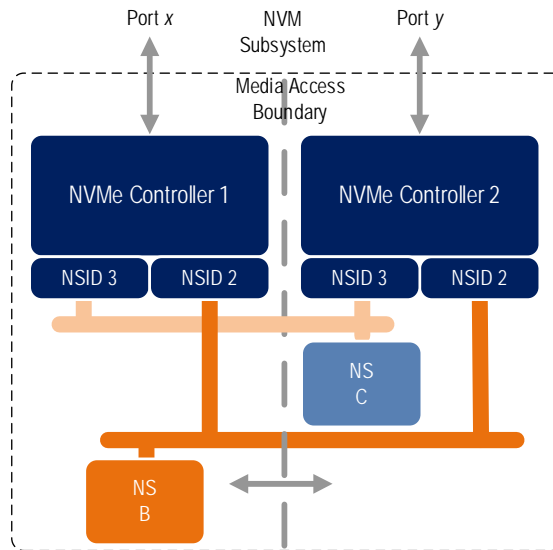 Port x
NVM
Subsystem
Port y
Media Access
Boundary
NVMe Controller 1
NVMe Controller 2
NSID 3
NSID 2
NSID 3
NSID 2
NS
C
NS
B